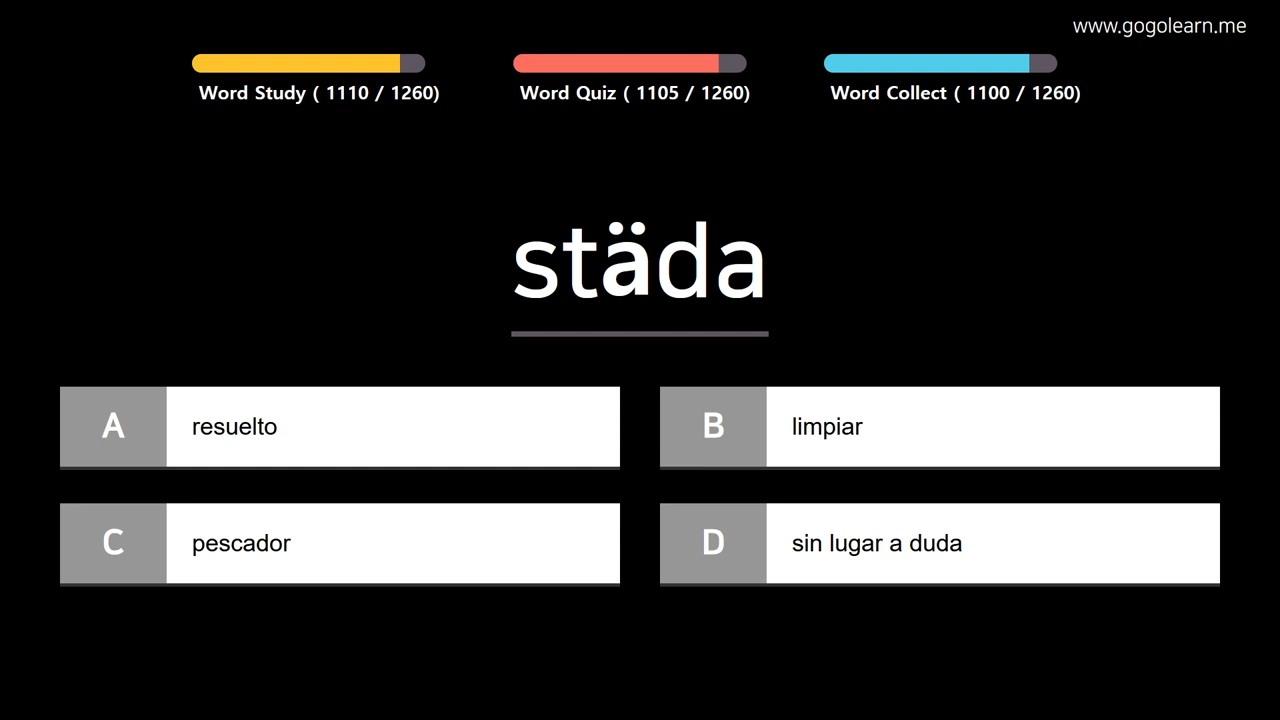 www.gogolearn.me
Word Study ( 1110 / 1260)
Word Quiz ( 1105 / 1260)
Word Collect ( 1100 / 1260)
städa
A resuelto
B limpiar
C pescador
D sin lugar a duda